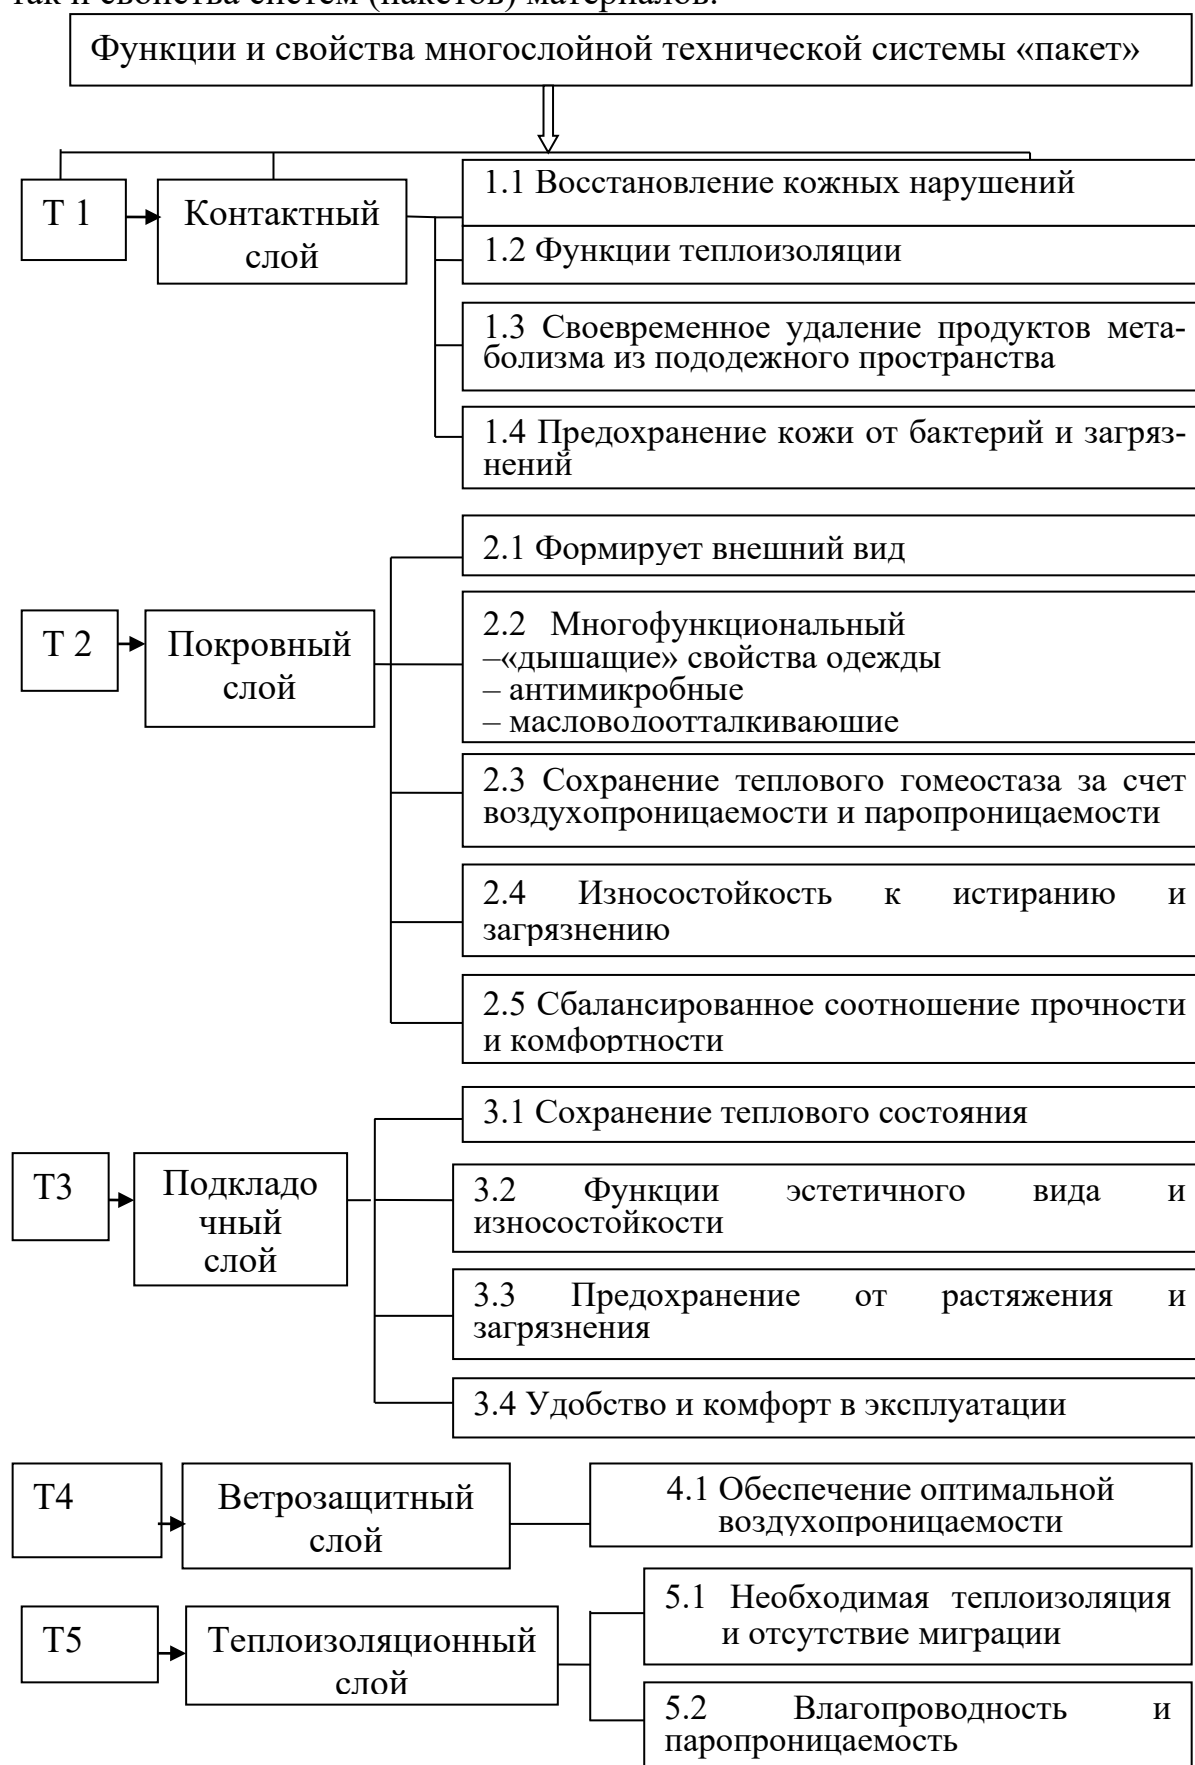 так и свойства систем (пакетов) материалов.
Функции и свойства многослойной технической системы «пакет»
Т 1
Контактный
слой
1.1 Восстановление кожных нарушений
1.2 Функции теплоизоляции
1.3 Своевременное удаление продуктов мета-
болизма из пододежного пространства
1.4 Предохранение кожи от бактерий и загряз-
нений
Т 2
Покровный
слой
2.1 Формирует внешний вид
2.2 Многофункциональный
–«дышащие» свойства одежды
– антимикробные
– масловодоотталкивающие
2.3 Сохранение теплового гомеостаза за счет
воздухопроницаемости и паропроницаемости
2.4 Износостойкость к истиранию и
загрязнению
2.5 Сбалансированное соотношение прочности
и комфортности
Т3
Подкладо
чный
слой
3.1 Сохранение теплового состояния
3.2 Функции эстетичного вида и
износостойкости
3.3 Предохранение от растяжения и
загрязнения
3.4 Удобство и комфорт в эксплуатации
Т4
Ветрозащитный
слой
4.1 Обеспечение оптимальной
воздухопроницаемости
Т5
Теплоизоляционный
слой
5.1 Необходимая теплоизоляция
и отсутствие миграции
5.2 Влагопроводность и
паропроницаемость